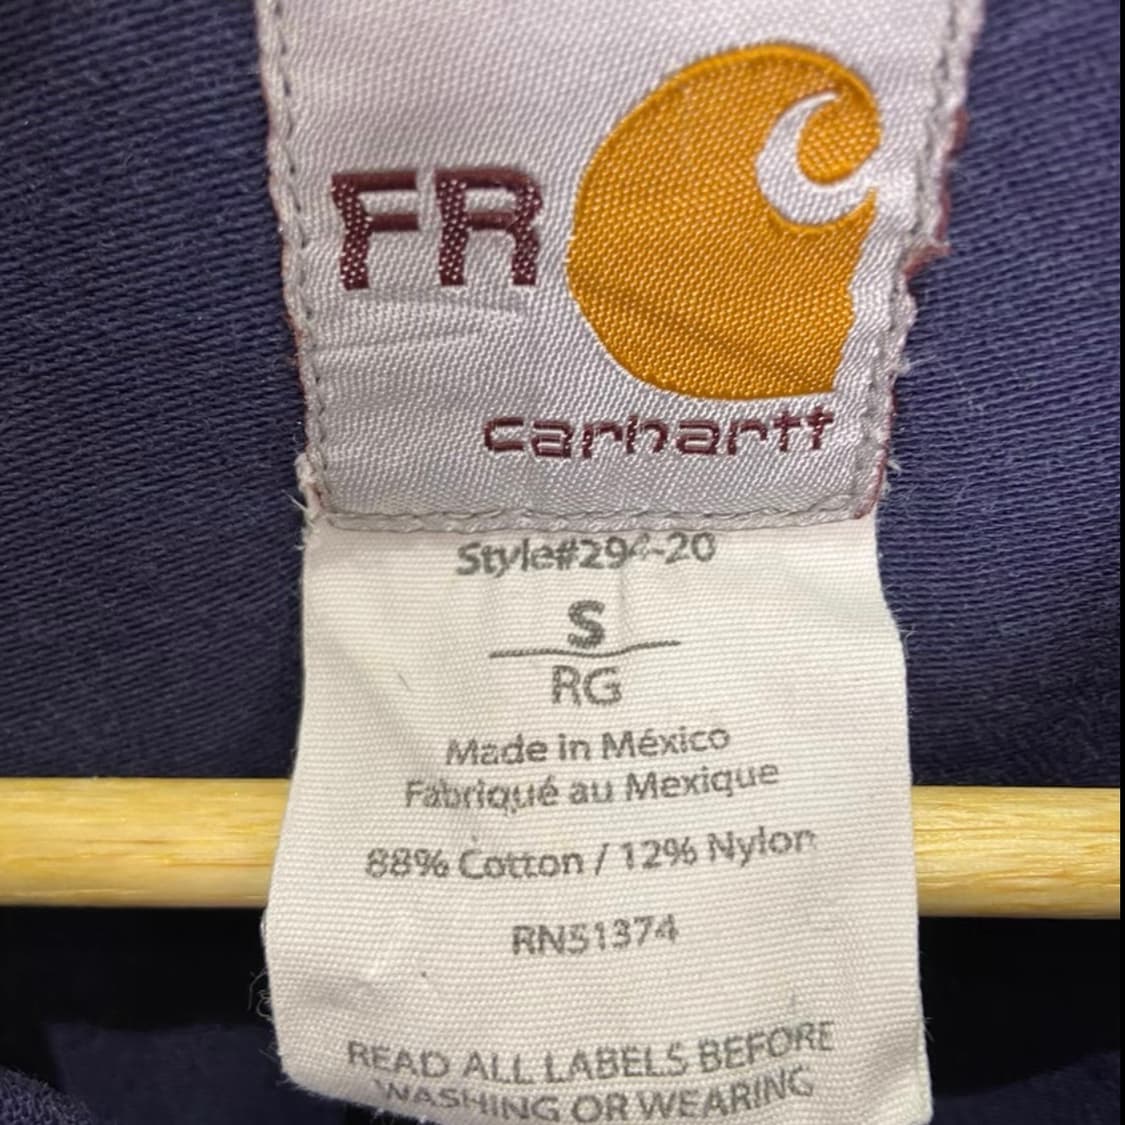 FR
carhartt
Style#294-20
S
RG
Made in México
Fabriqué au Mexique
88% Cotton / 12% Nylon
RN51374
READ ALL LABELS BEFORE
WASHING OR WEARING